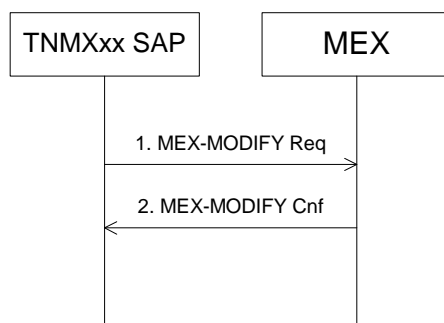 TNMXxx SAP
MEX
1. MEX-MODIFY Req
2. MEX-MODIFY Cnf